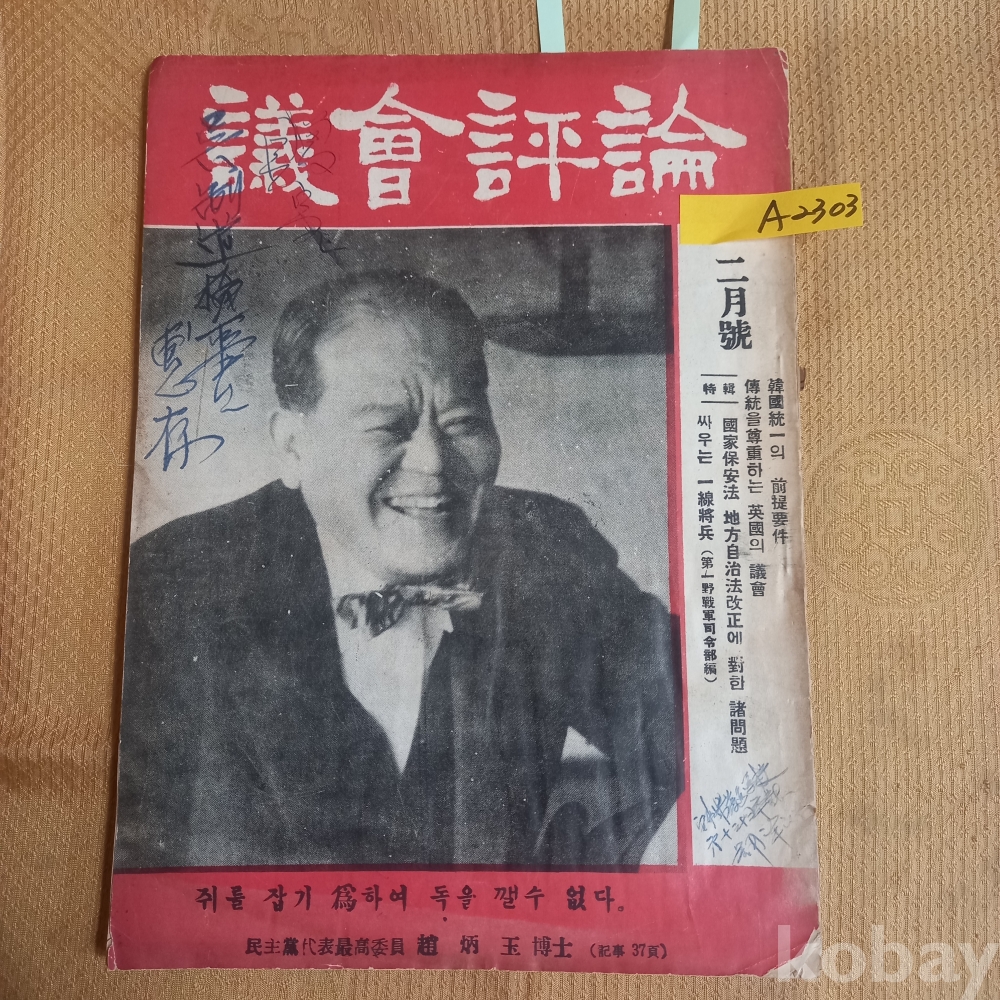 議會評論
A2303
二月號
韓國統一의 前提要件
傳統을 尊重하는 英國의 議會
特輯
國家保安法 地方自治法改正에 對한 諸問題
싸우는 一線將兵 (第一野戰軍司令部編)
惠存
쥐를 잡기 爲하여 독을 깰수 없다。
民主黨代表最高委員 趙炳玉 博士 (記事 37頁)
kobay